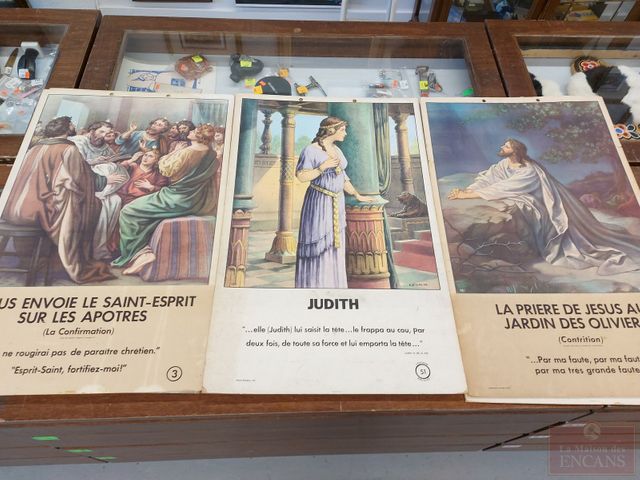 US ENVOIE LE SAINT-ESPRIT
SUR LES APOTRES
(La Confirmation)
ne rougirai pas de paraître chrétien."
"Esprit-Saint, fortifiez-moi!"
3
JUDITH
"...elle (Judith) lui saisit la tête...le frappa au cou, par
deux fois, de toute sa force et lui emporta la tête..."
51
LA PRIERE DE JESUS AU
JARDIN DES OLIVIER
(Contrition)
"...Par ma faute, par ma fau
par ma tres grande faute
La Maison des
ENCANS